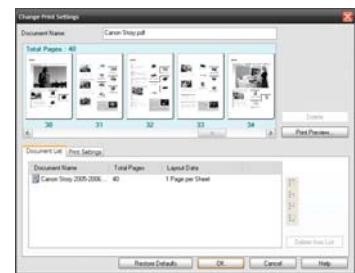 Change Print Settings
Document Name: Canon Story.pdf
Total Pages : 40
30 31 32 33 34
Delete
Print Preview...
Document List Print Settings
Document Name Total Pages Layout Data
Canon Story 2005-2006... 40 1 Page per Sheet
Delete from List
Restore Defaults OK Cancel Help